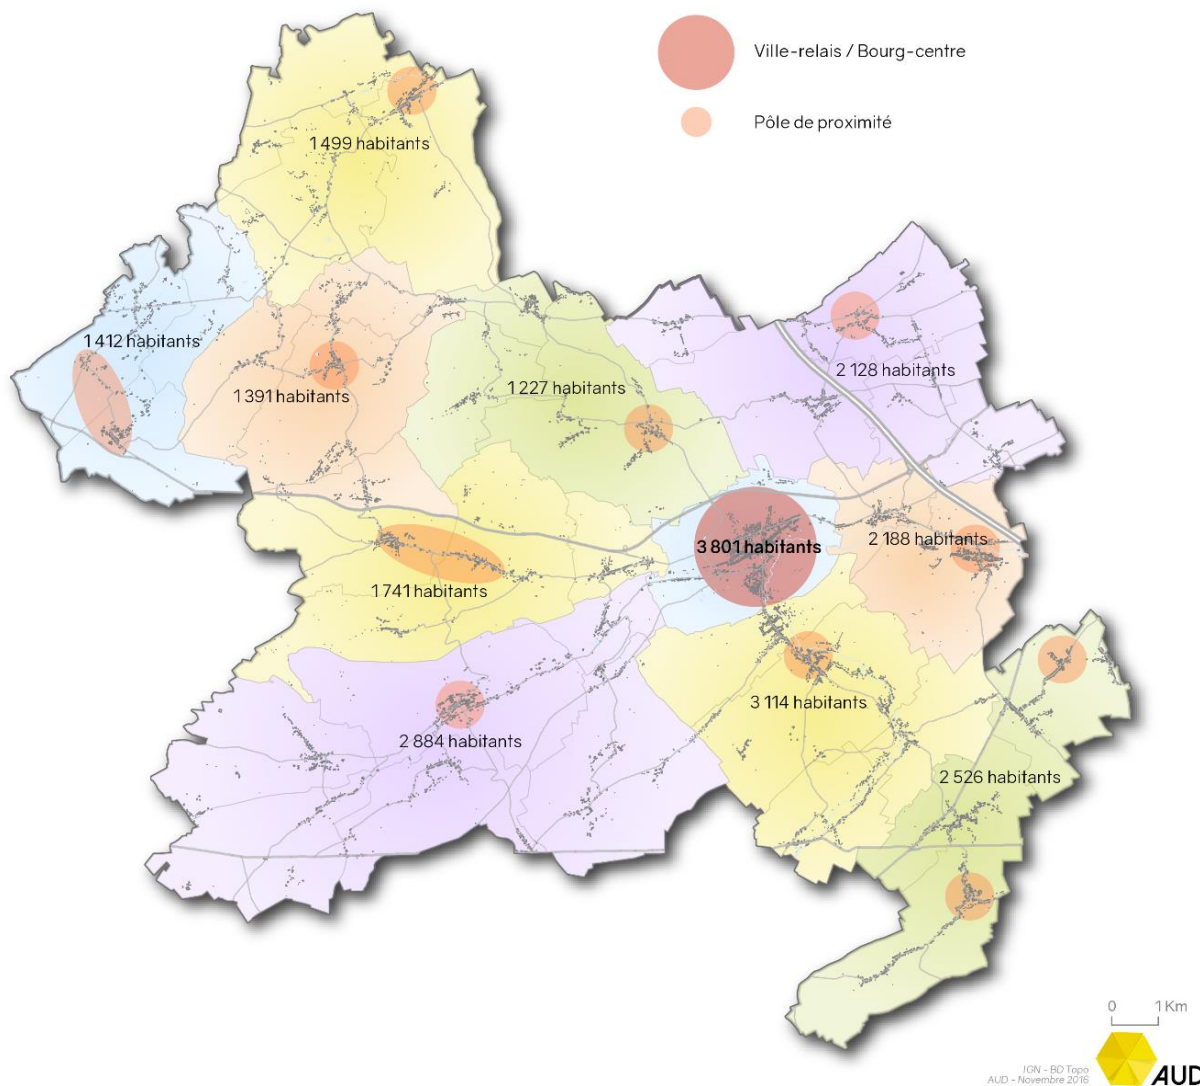 Ville-relais / Bourg-centre
Pôle de proximité
1 499 habitants
1 412 habitants
1 391 habitants
1 227 habitants
2 128 habitants
3 801 habitants
2 188 habitants
1 741 habitants
3 114 habitants
2 884 habitants
2 526 habitants
0 1 Km
IGN - BD Topo
AUD - Novembre 2016
AUD